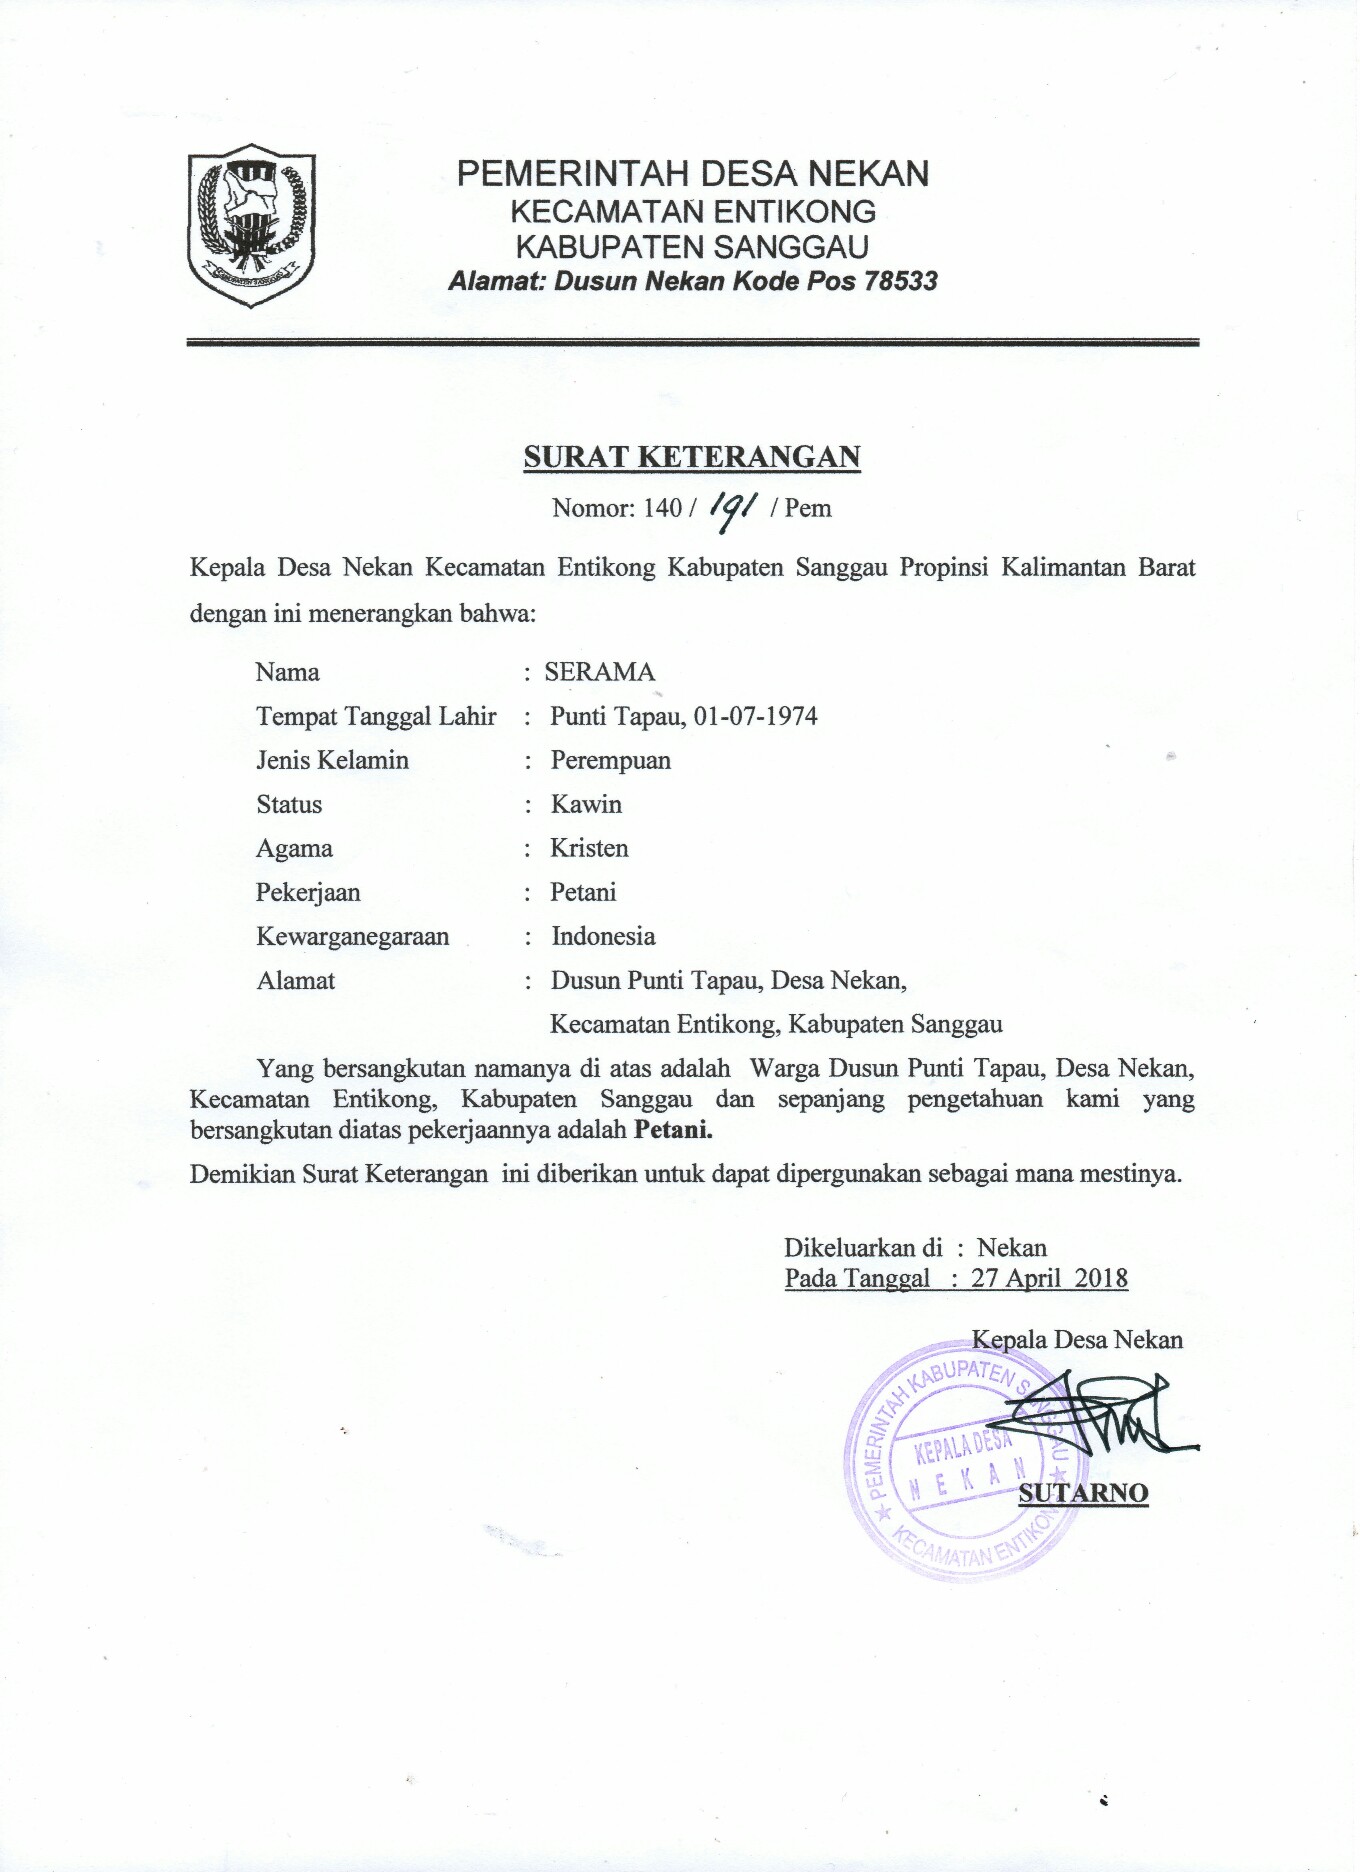 PEMERINTAH DESA NEKAN
KECAMATAN ENTIKONG
KABUPATEN SANGGAU
Alamat: Dusun Nekan Kode Pos 78533
KABUPATEN SANGGAU
SURAT KETERANGAN
Nomor: 140 / 191 / Pem
Kepala Desa Nekan Kecamatan Entikong Kabupaten Sanggau Propinsi Kalimantan Barat
dengan ini menerangkan bahwa:
Nama : SERAMA
Tempat Tanggal Lahir : Punti Tapau, 01-07-1974
Jenis Kelamin : Perempuan
Status : Kawin
Agama : Kristen
Pekerjaan : Petani
Kewarganegaraan : Indonesia
Alamat : Dusun Punti Tapau, Desa Nekan,
Kecamatan Entikong, Kabupaten Sanggau
Yang bersangkutan namanya di atas adalah Warga Dusun Punti Tapau, Desa Nekan,
Kecamatan Entikong, Kabupaten Sanggau dan sepanjang pengetahuan kami yang
bersangkutan diatas pekerjaannya adalah Petani.
Demikian Surat Keterangan ini diberikan untuk dapat dipergunakan sebagai mana mestinya.
Dikeluarkan di : Nekan
Pada Tanggal : 27 April 2018
Kepala Desa Nekan
PEMERINTAH KABUPATEN SANGGAU
KEPALA DESA
NEKAN
KECAMATAN ENTIKONG
SUTARNO